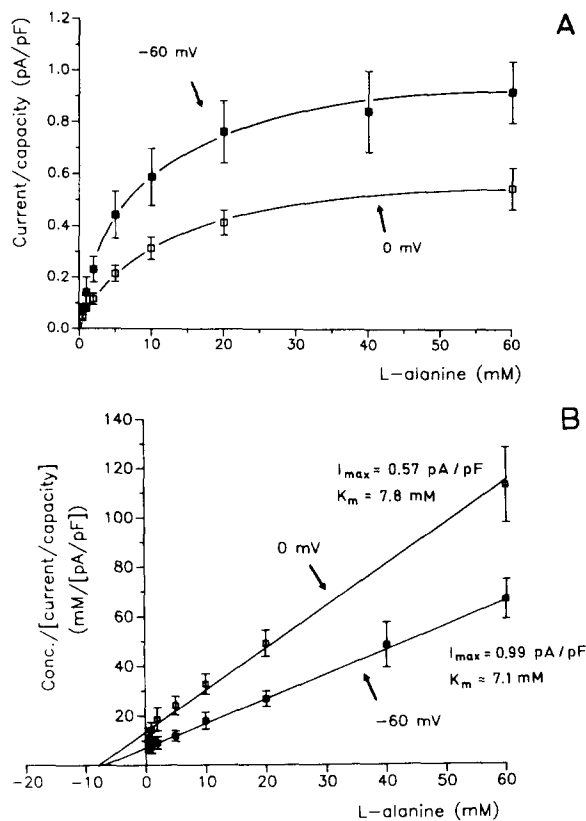 A
Current/capacity (pA/pF)
1.2
1.0
0.8
0.6
0.4
0.2
0.0
-60 mV
0 mV
0 10 20 30 40 50 60
L-alanine (mM)
B
Conc./[current/capacity]
(mM/[pA/pF])
140
120
100
80
60
40
20
Imax = 0.57 pA/pF
Km = 7.8 mM
0 mV
Imax = 0.99 pA/pF
Km = 7.1 mM
-60 mV
-20 -10 0 10 20 30 40 50 60
L-alanine (mM)